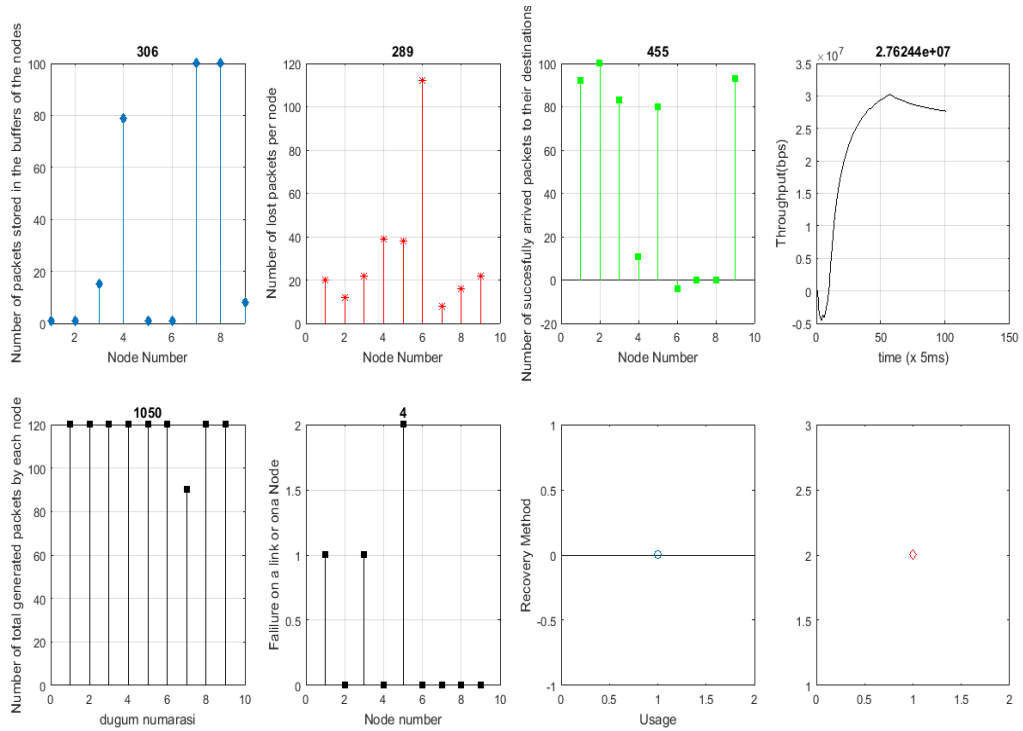 306
Number of packets stored in the buffers of the nodes
100
80
60
40
20
0
2 4 6 8
Node Number
289
Number of lost packets per node
120
100
80
60
40
20
0
0 2 4 6 8 10
Node Number
455
Number of succesfully arrived packets to their destinations
100
80
60
40
20
0
-20
0 2 4 6 8 10
Node Number
2.76244e+07
×10^7
Throughput(bps)
3.5
3
2.5
2
1.5
1
0.5
0
-0.5
0 50 100 150
time (x 5ms)
1050
Number of total generated packets by each node
120
100
80
60
40
20
0
0 2 4 6 8 10
dugum numarasi
4
Falilure on a link or ona Node
2
1.5
1
0.5
0
0 2 4 6 8 10
Node number
Recovery Method
1
0.5
0
-0.5
-1
0 0.5 1 1.5 2
Usage
3
2.5
2
1.5
1
0 0.5 1 1.5 2